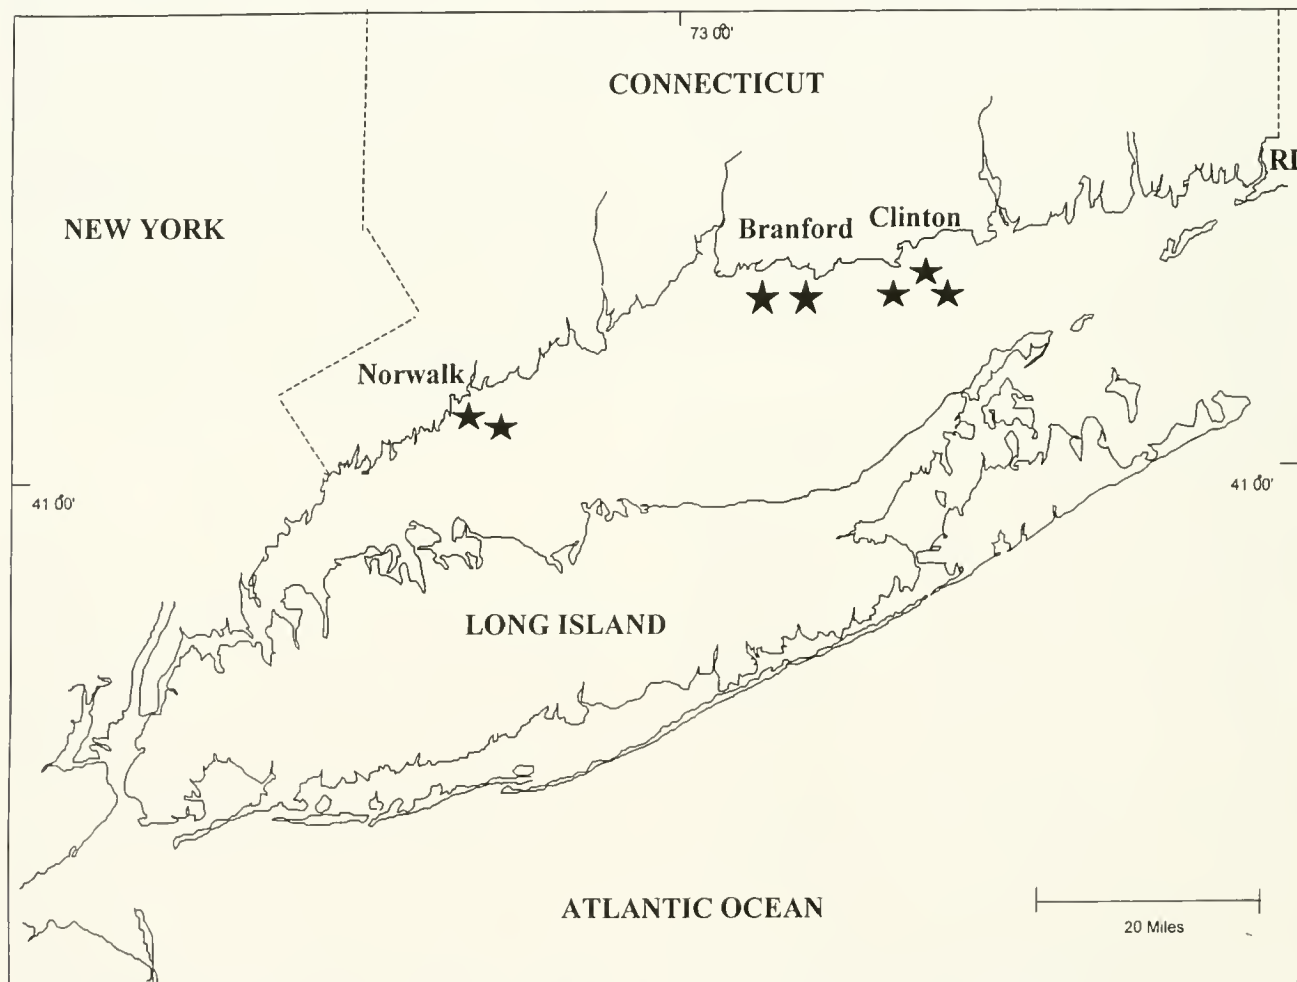 73 00'
CONNECTICUT
RI
NEW YORK
Branford
Clinton
Norwalk
41 00'
41 00'
LONG ISLAND
ATLANTIC OCEAN
20 Miles